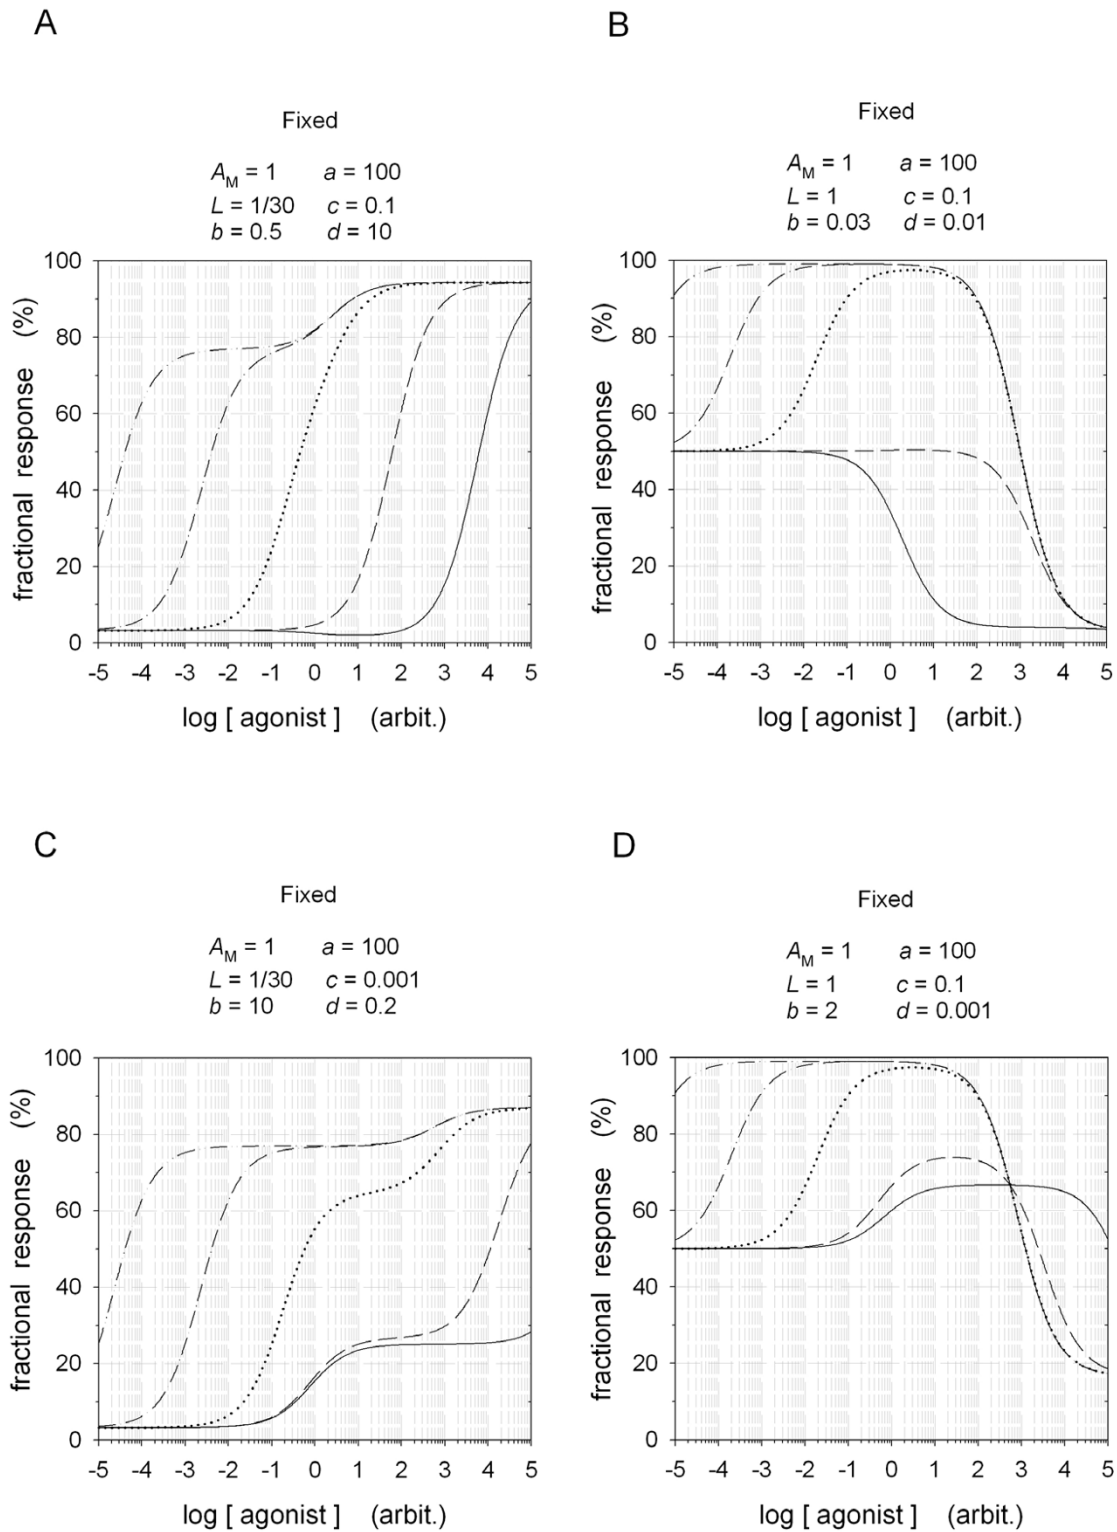 A
Fixed
A_M = 1 a = 100
L = 1/30 c = 0.1
b = 0.5 d = 10
100
80
60
40
20
0
fractional response (%)
-5 -4 -3 -2 -1 0 1 2 3 4 5
log [ agonist ] (arbit.)
B
Fixed
A_M = 1 a = 100
L = 1 c = 0.1
b = 0.03 d = 0.01
100
80
60
40
20
0
fractional response (%)
-5 -4 -3 -2 -1 0 1 2 3 4 5
log [ agonist ] (arbit.)
C
Fixed
A_M = 1 a = 100
L = 1/30 c = 0.001
b = 10 d = 0.2
100
80
60
40
20
0
fractional response (%)
-5 -4 -3 -2 -1 0 1 2 3 4 5
log [ agonist ] (arbit.)
D
Fixed
A_M = 1 a = 100
L = 1 c = 0.1
b = 2 d = 0.001
100
80
60
40
20
0
fractional response (%)
-5 -4 -3 -2 -1 0 1 2 3 4 5
log [ agonist ] (arbit.)